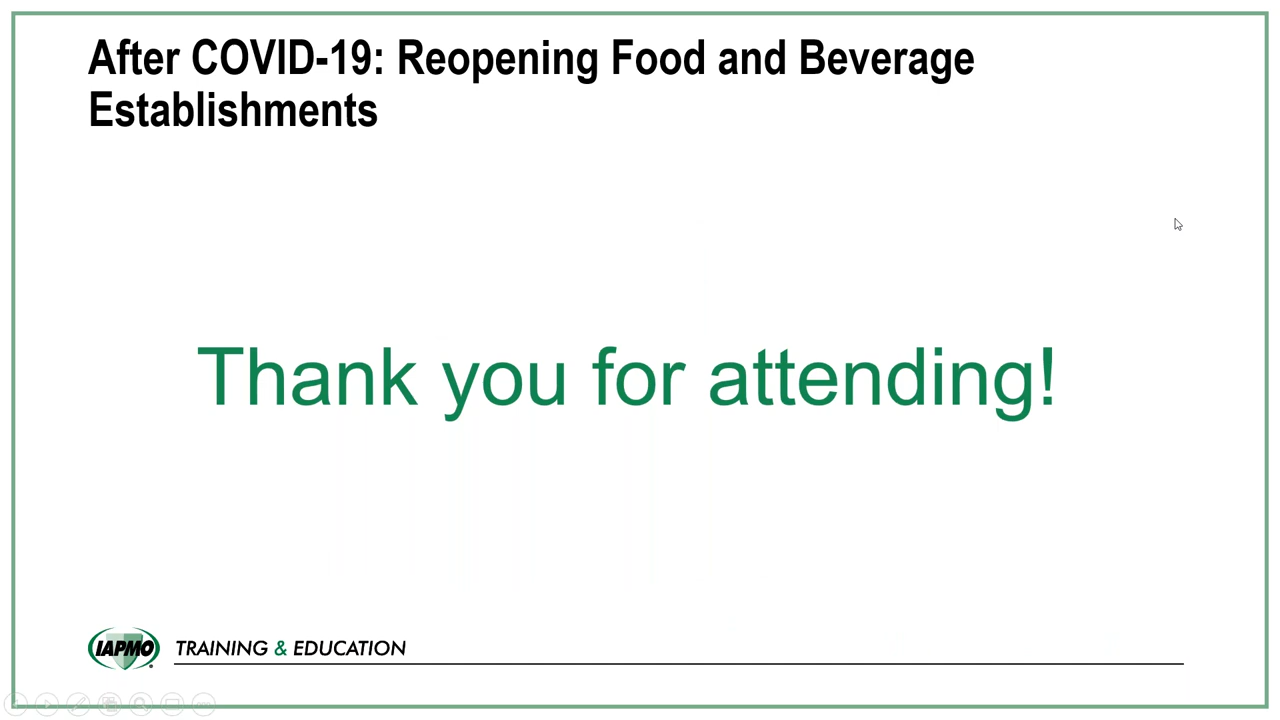 After COVID-19: Reopening Food and Beverage
Establishments
Thank you for attending!
IAPMO TRAINING & EDUCATION